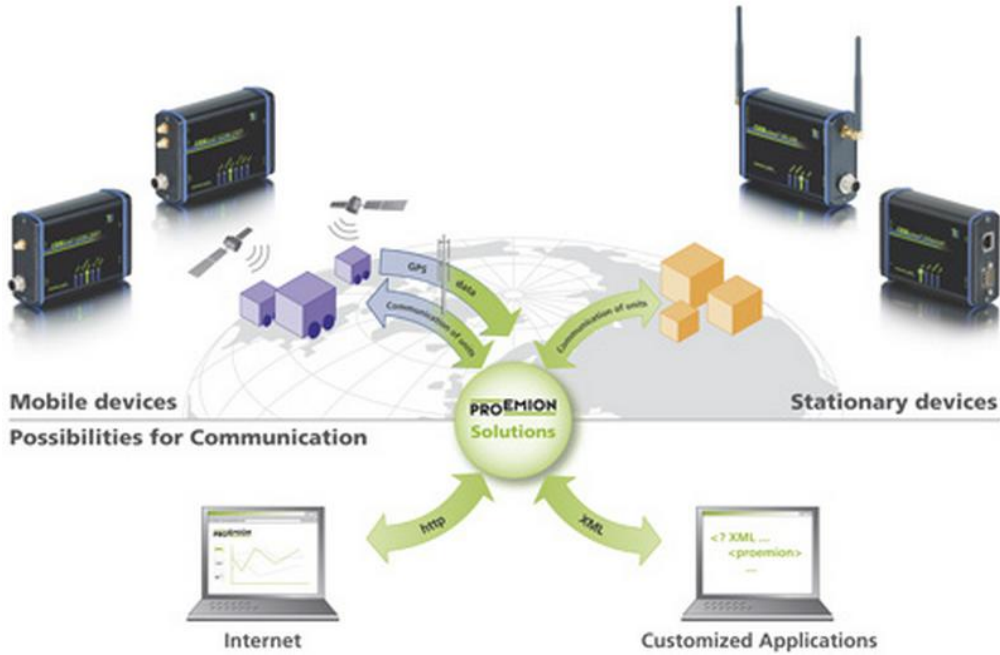 GPS data
Communication of units
Communication of units
Mobile devices
Stationary devices
PROEMION
Solutions
Possibilities for Communication
http
XML
PROEMION
<? XML ...
<proemion>
...
Internet
Customized Applications